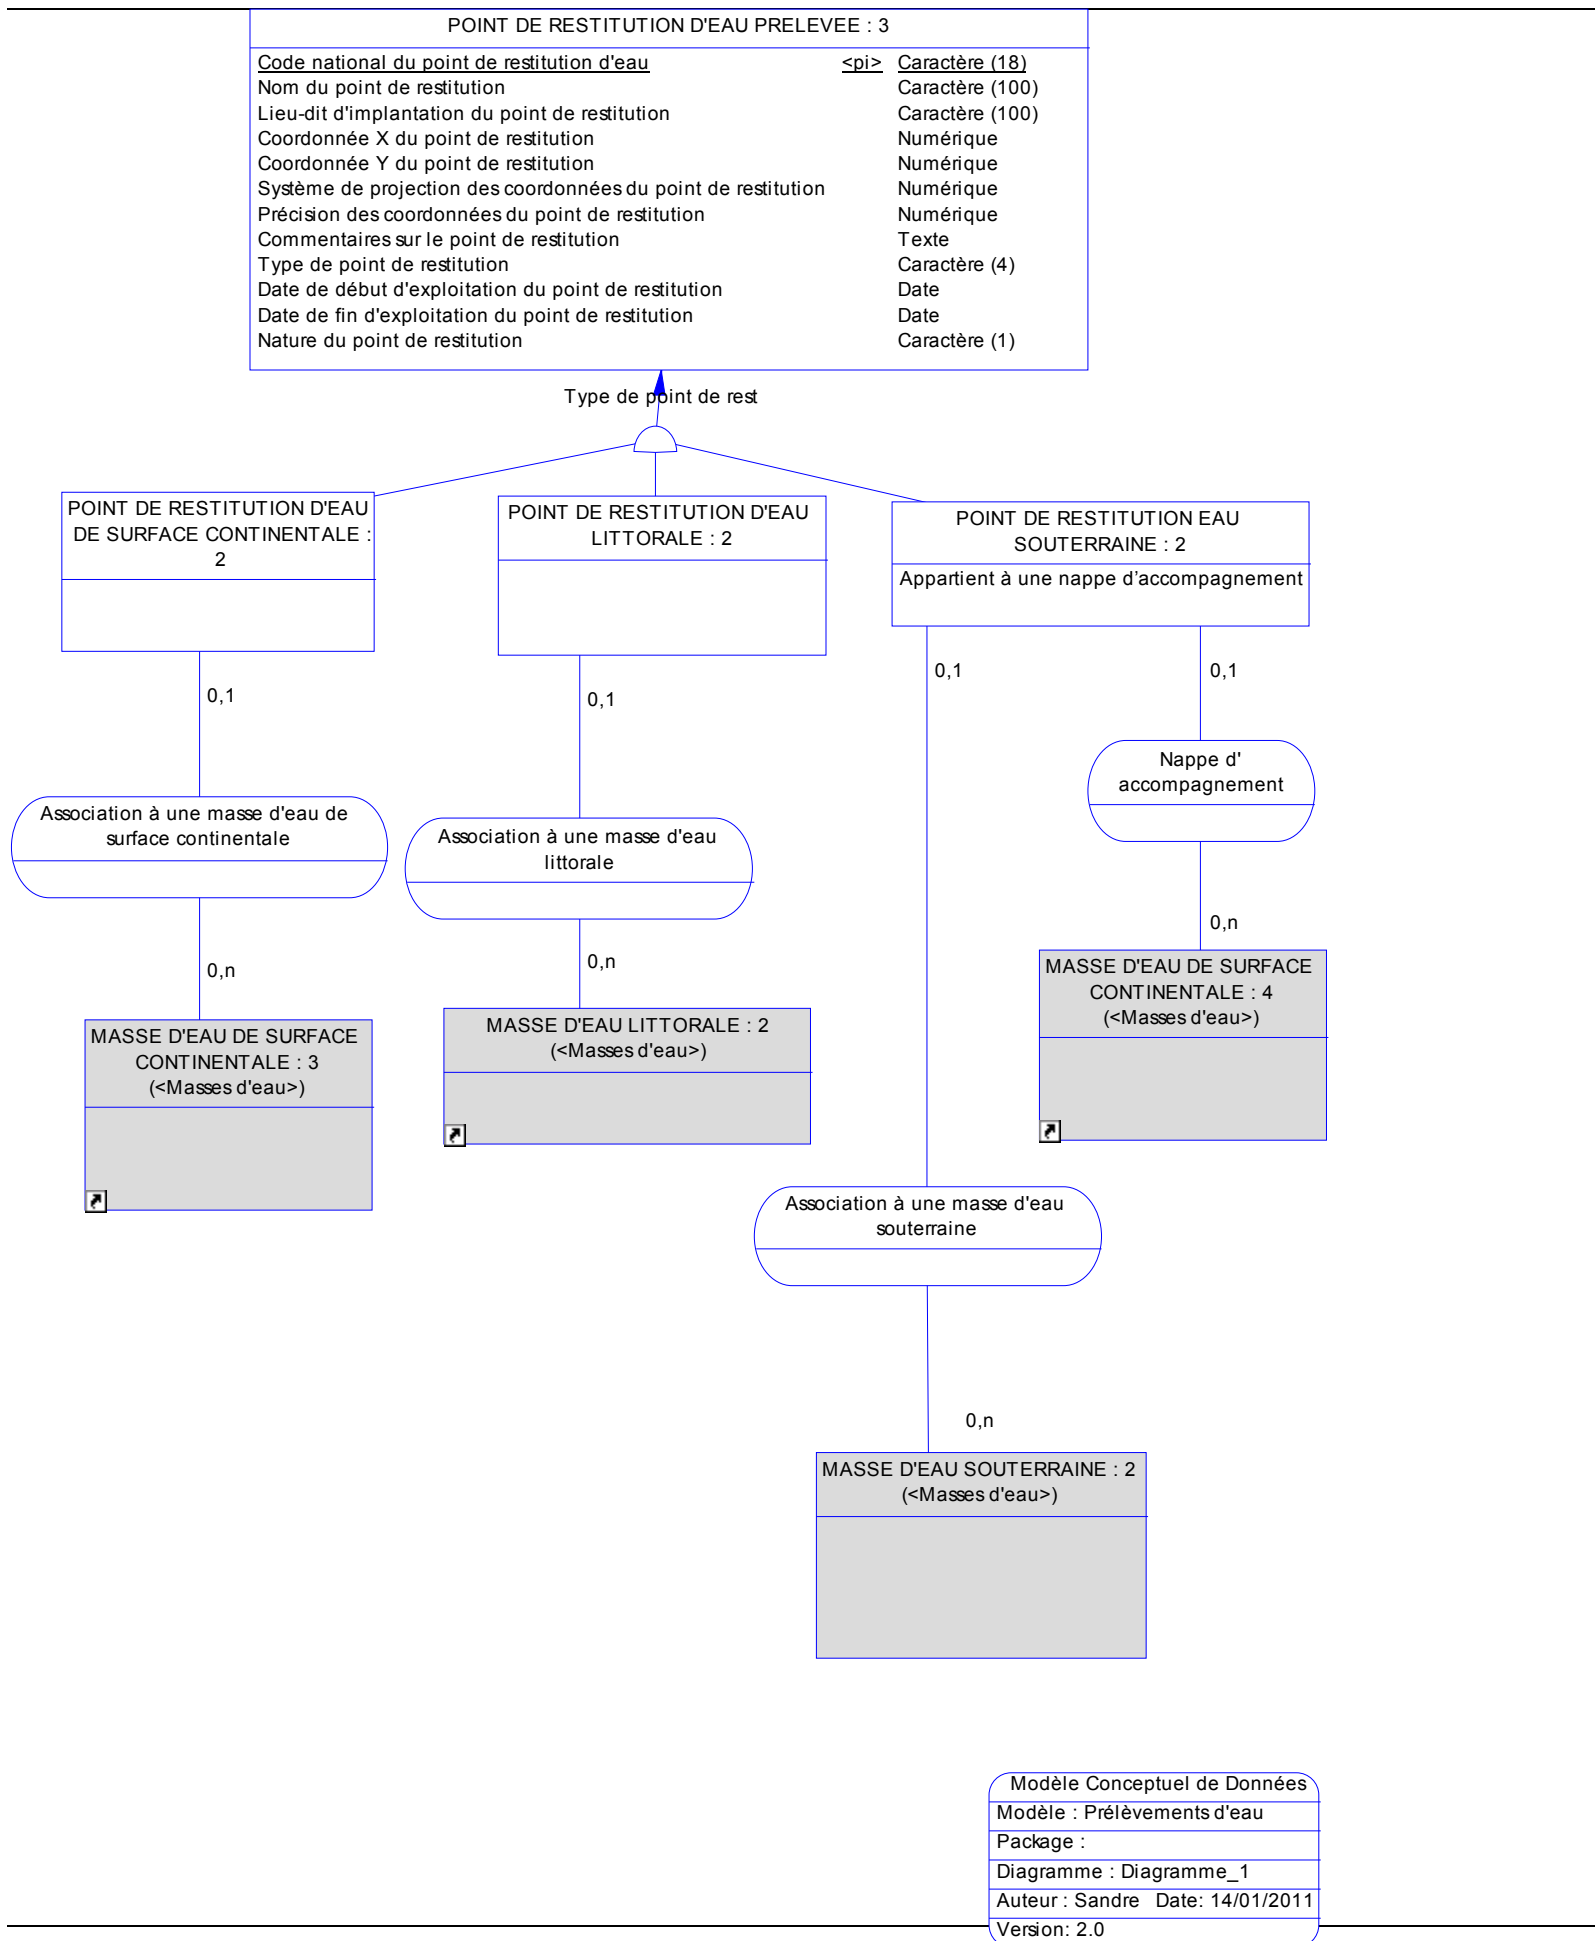 POINT DE RESTITUTION D'EAU PRELEVEE : 3
Code national du point de restitution d'eau <pi> Caractère (18)
Nom du point de restitution Caractère (100)
Lieu-dit d'implantation du point de restitution Caractère (100)
Coordonnée X du point de restitution Numérique
Coordonnée Y du point de restitution Numérique
Système de projection des coordonnées du point de restitution Numérique
Précision des coordonnées du point de restitution Numérique
Commentaires sur le point de restitution Texte
Type de point de restitution Caractère (4)
Date de début d'exploitation du point de restitution Date
Date de fin d'exploitation du point de restitution Date
Nature du point de restitution Caractère (1)
Type de point de rest
POINT DE RESTITUTION D'EAU
DE SURFACE CONTINENTALE :
2
POINT DE RESTITUTION D'EAU
LITTORALE : 2
POINT DE RESTITUTION EAU
SOUTERRAINE : 2
Appartient à une nappe d’accompagnement
0,1
0,1
0,1
0,1
Association à une masse d'eau de
surface continentale
Association à une masse d'eau
littorale
Nappe d'
accompagnement
0,n
0,n
0,n
MASSE D'EAU DE SURFACE
CONTINENTALE : 3
(<Masses d'eau>)
MASSE D'EAU LITTORALE : 2
(<Masses d'eau>)
MASSE D'EAU DE SURFACE
CONTINENTALE : 4
(<Masses d'eau>)
Association à une masse d'eau
souterraine
0,n
MASSE D'EAU SOUTERRAINE : 2
(<Masses d'eau>)
Modèle Conceptuel de Données
Modèle : Prélèvements d'eau
Package :
Diagramme : Diagramme_1
Auteur : Sandre Date: 14/01/2011
Version: 2.0